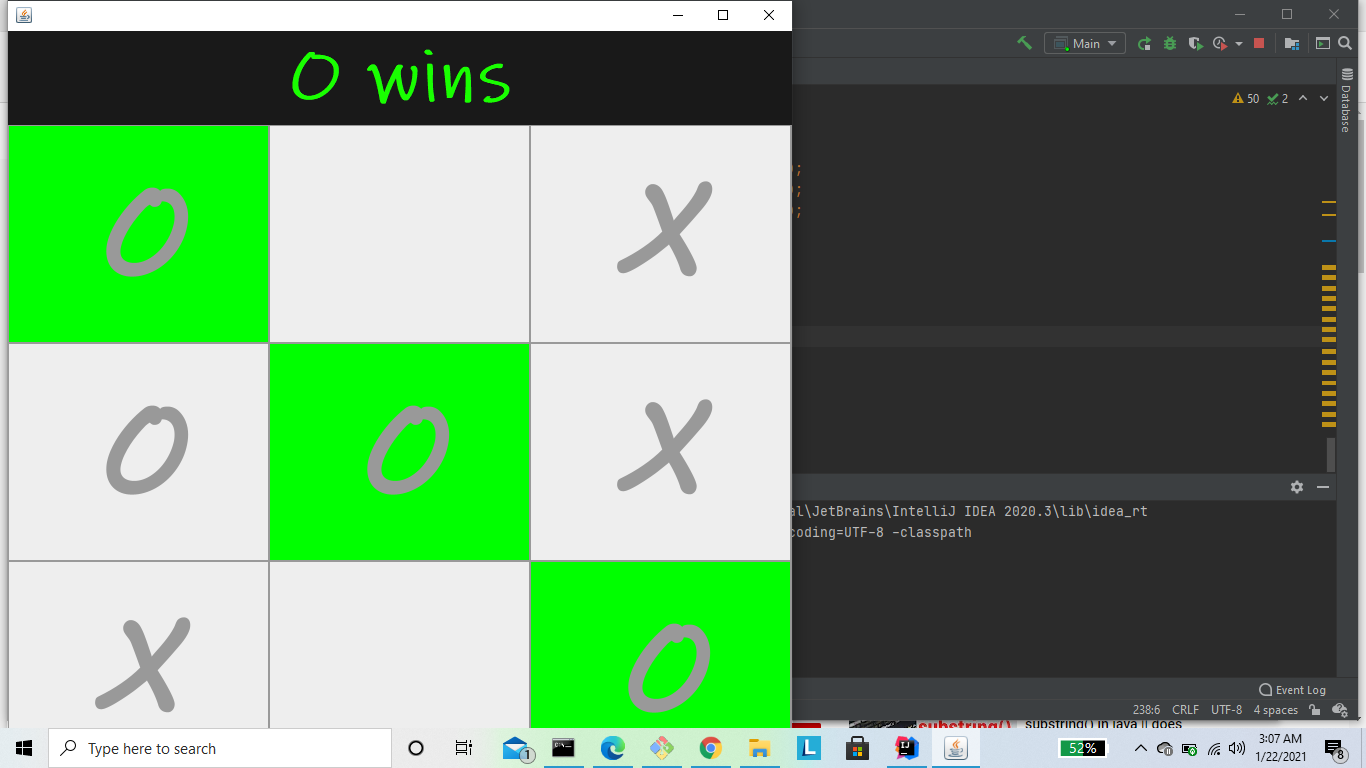 O wins
O X
O O X
X O
Main
50 2
Database
;
;
;
al\JetBrains\IntelliJ IDEA 2020.3\lib\idea_rt
coding=UTF-8 -classpath
Event Log
238:6 CRLF UTF-8 4 spaces
substring() substring() in java || does
Type here to search
1
L
IJ
52%
3:07 AM
1/22/2021
8